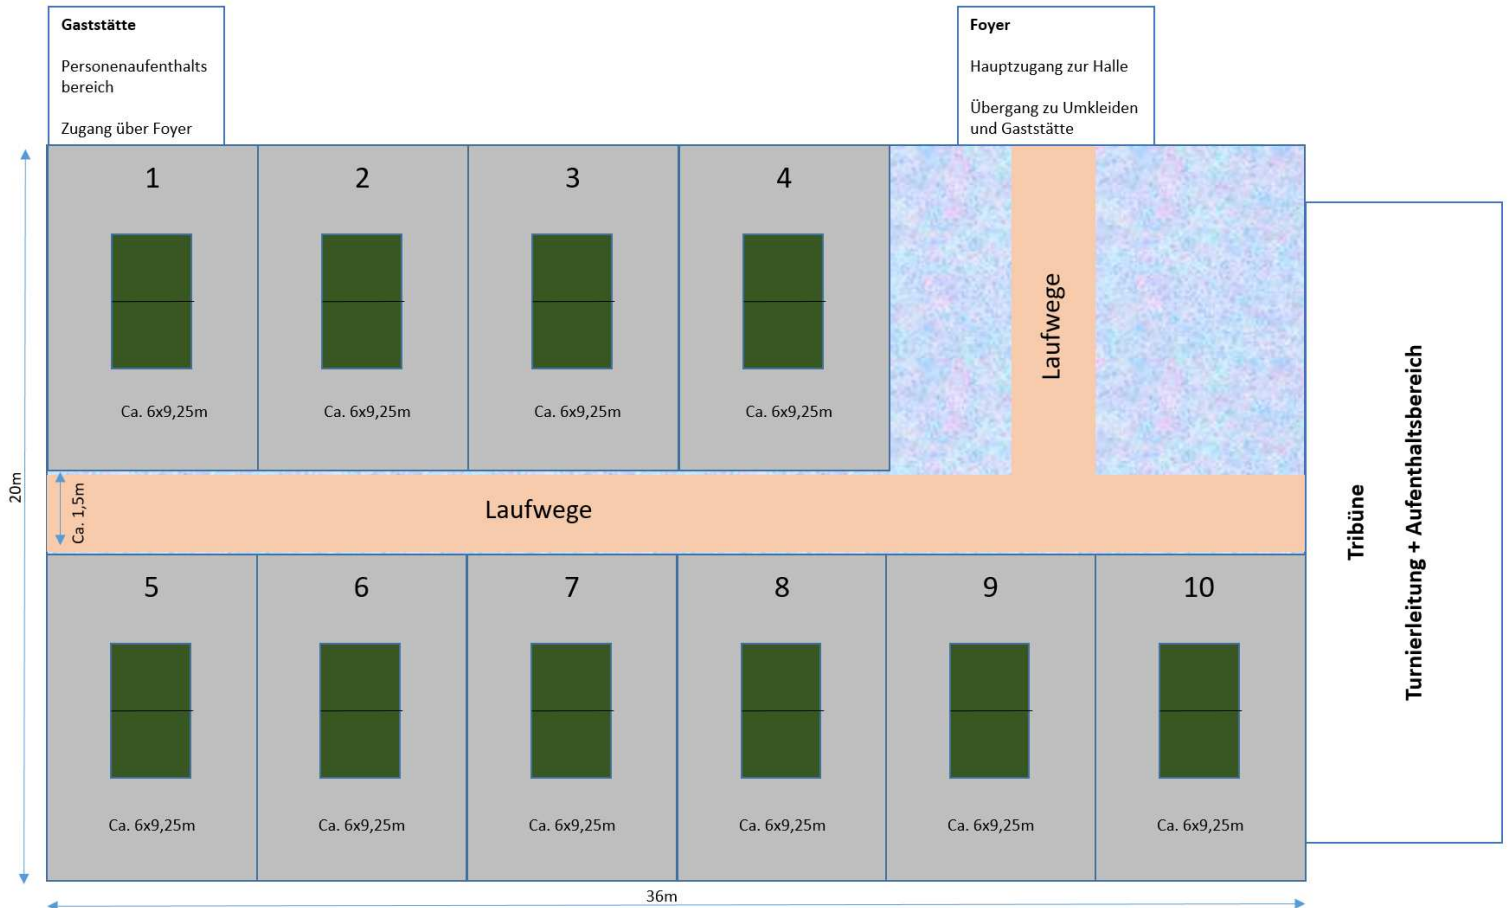 Gaststätte
Personenaufenthalts
bereich
Zugang über Foyer
Foyer
Hauptzugang zur Halle
Übergang zu Umkleiden
und Gaststätte
1
2
3
4
Ca. 6x9,25m
Ca. 6x9,25m
Ca. 6x9,25m
Ca. 6x9,25m
Laufwege
20m
Ca. 1,5m
Laufwege
5
6
7
8
9
10
Ca. 6x9,25m
Ca. 6x9,25m
Ca. 6x9,25m
Ca. 6x9,25m
Ca. 6x9,25m
Ca. 6x9,25m
Tribüne
Turnierleitung + Aufenthaltsbereich
36m